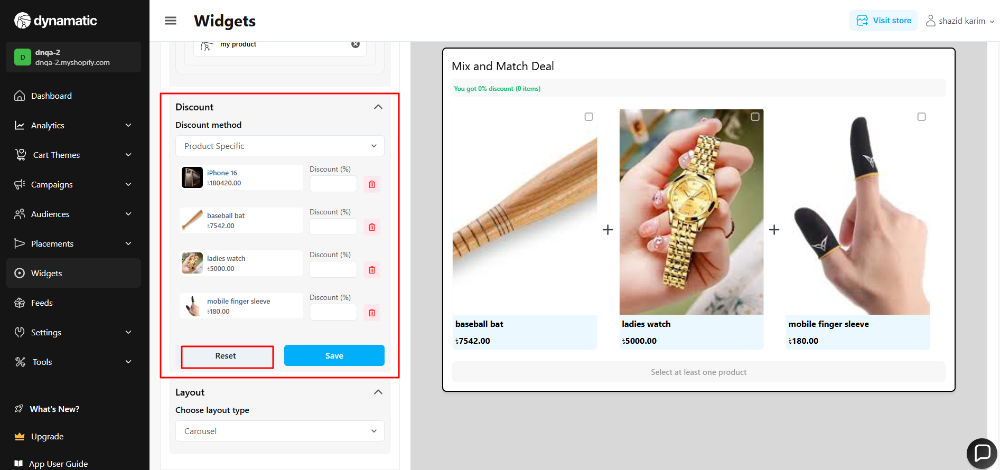 dynamatic
D
dnqa-2
dnqa-2.myshopify.com
Dashboard
Analytics
Cart Themes
Campaigns
Audiences
Placements
Widgets
Feeds
Settings
Tools
What's New?
Upgrade
App User Guide
Widgets
Visit store
shazid karim
my product
Discount
Discount method
Product Specific
iPhone 16
৳180420.00
Discount (%)
baseball bat
৳7542.00
Discount (%)
ladies watch
৳5000.00
Discount (%)
mobile finger sleeve
৳180.00
Discount (%)
Reset
Save
Layout
Choose layout type
Carousel
Mix and Match Deal
You got 0% discount (0 items)
+
+
baseball bat
৳7542.00
ladies watch
৳5000.00
mobile finger sleeve
৳180.00
Select at least one product